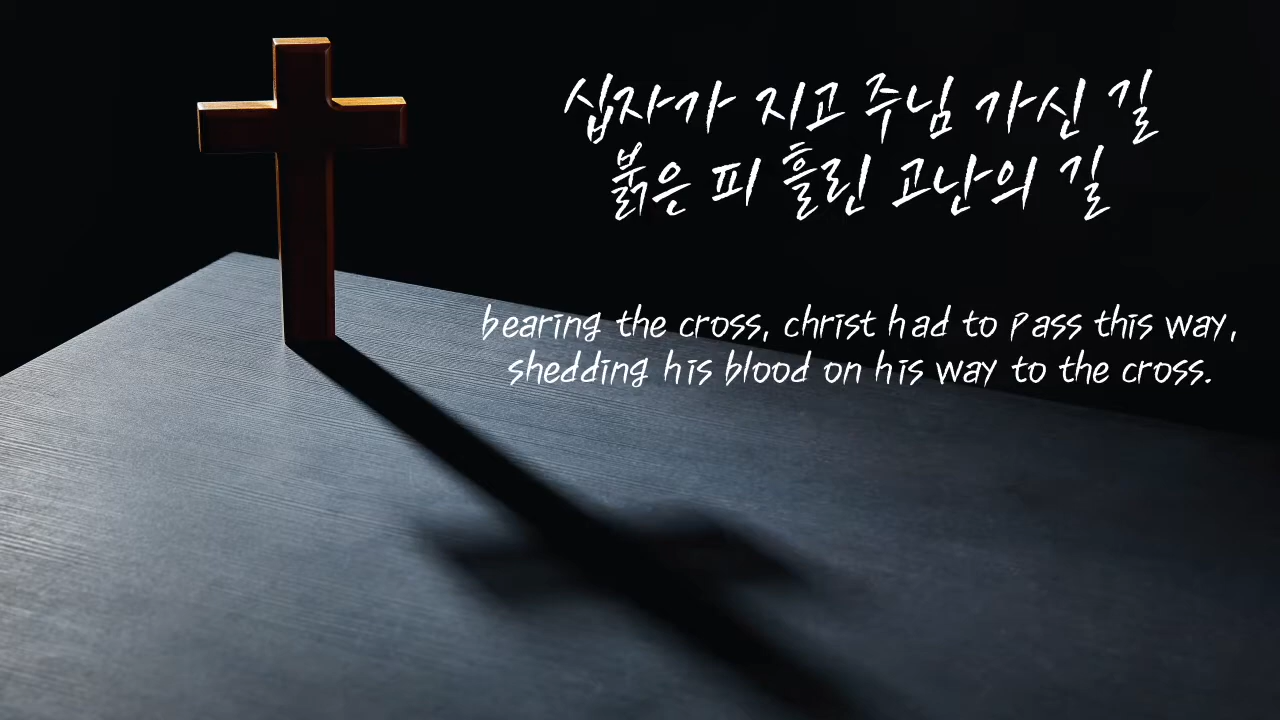 십자가 지고 주님 가신 길
붉은 피 흘린 고난의 길
bearing the cross, christ had to pass this way,
shedding his blood on his way to the cross.